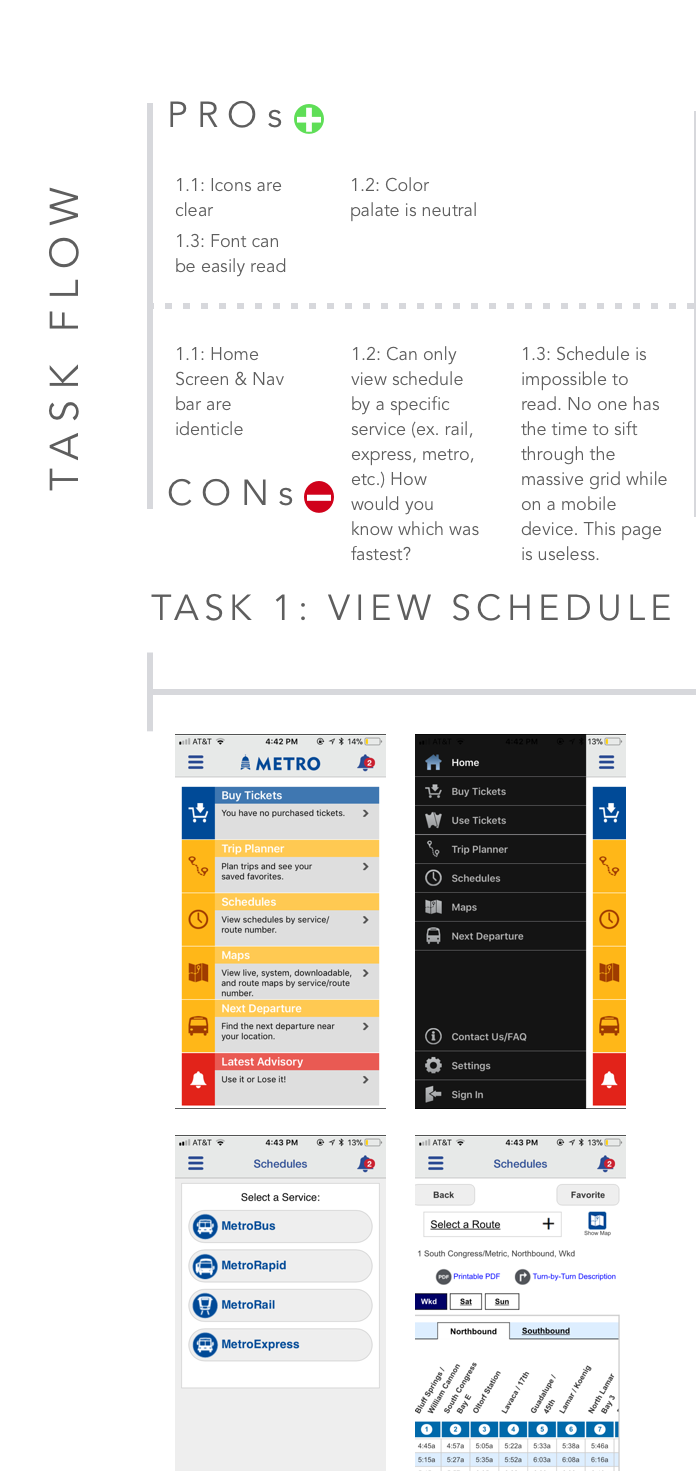 TASK FLOW
PROs
1.1: Icons are
clear
1.2: Color
palate is neutral
1.3: Font can
be easily read
1.1: Home
Screen & Nav
bar are
identicle
1.2: Can only
view schedule
by a specific
service (ex. rail,
express, metro,
etc.) How
would you
know which was
fastest?
1.3: Schedule is
impossible to
read. No one has
the time to sift
through the
massive grid while
on a mobile
device. This page
is useless.
CONs
TASK 1: VIEW SCHEDULE
AT&T 4:42 PM 14%
METRO 2
Buy Tickets
You have no purchased tickets.
Trip Planner
Plan trips and see your
saved favorites.
Schedules
View schedules by service/
route number.
Maps
View live, system, downloadable,
and route maps by service/route
number.
Next Departure
Find the next departure near
your location.
Latest Advisory
Use it or Lose it!
AT&T 4:42 PM 13%
Home
Buy Tickets
Use Tickets
Trip Planner
Schedules
Maps
Next Departure
Contact Us/FAQ
Settings
Sign In
AT&T 4:43 PM 13%
Schedules 2
Select a Service:
MetroBus
MetroRapid
MetroRail
MetroExpress
AT&T 4:43 PM 13%
Schedules 2
Back Favorite
Select a Route + Show Map
1 South Congress/Metric, Northbound, Wkd
PDF Printable PDF Turn-by-Turn Description
Wkd Sat Sun
Northbound Southbound
Bluff Springs /
William Cannon
South Congress
Bay E
Oltorf Station
Lavaca / 17th
Guadalupe /
45th
Lamar / Koenig
North Lamar
Bay 3
1 2 3 4 5 6 7
4:45a 4:57a 5:05a 5:22a 5:33a 5:38a 5:46a
5:15a 5:27a 5:35a 5:52a 6:03a 6:08a 6:16a